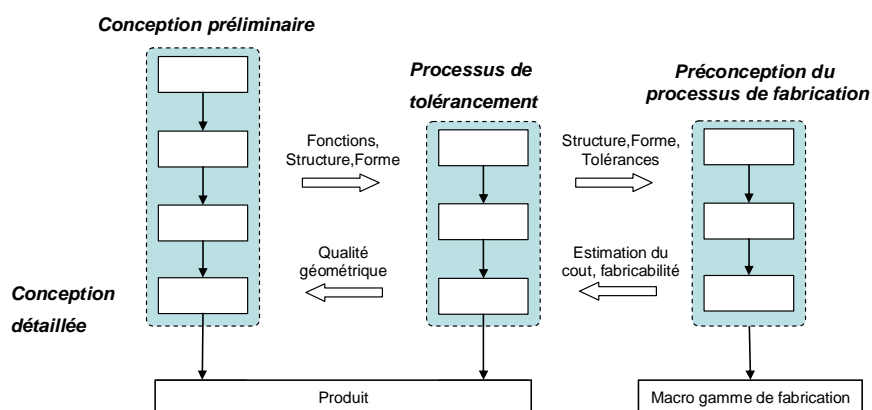 Conception préliminaire
Processus de
tolérancement
Préconception du
processus de fabrication
Fonctions,
Structure,Forme
Structure,Forme,
Tolérances
Qualité
géométrique
Estimation du
cout, fabricabilité
Conception
détaillée
Produit
Macro gamme de fabrication